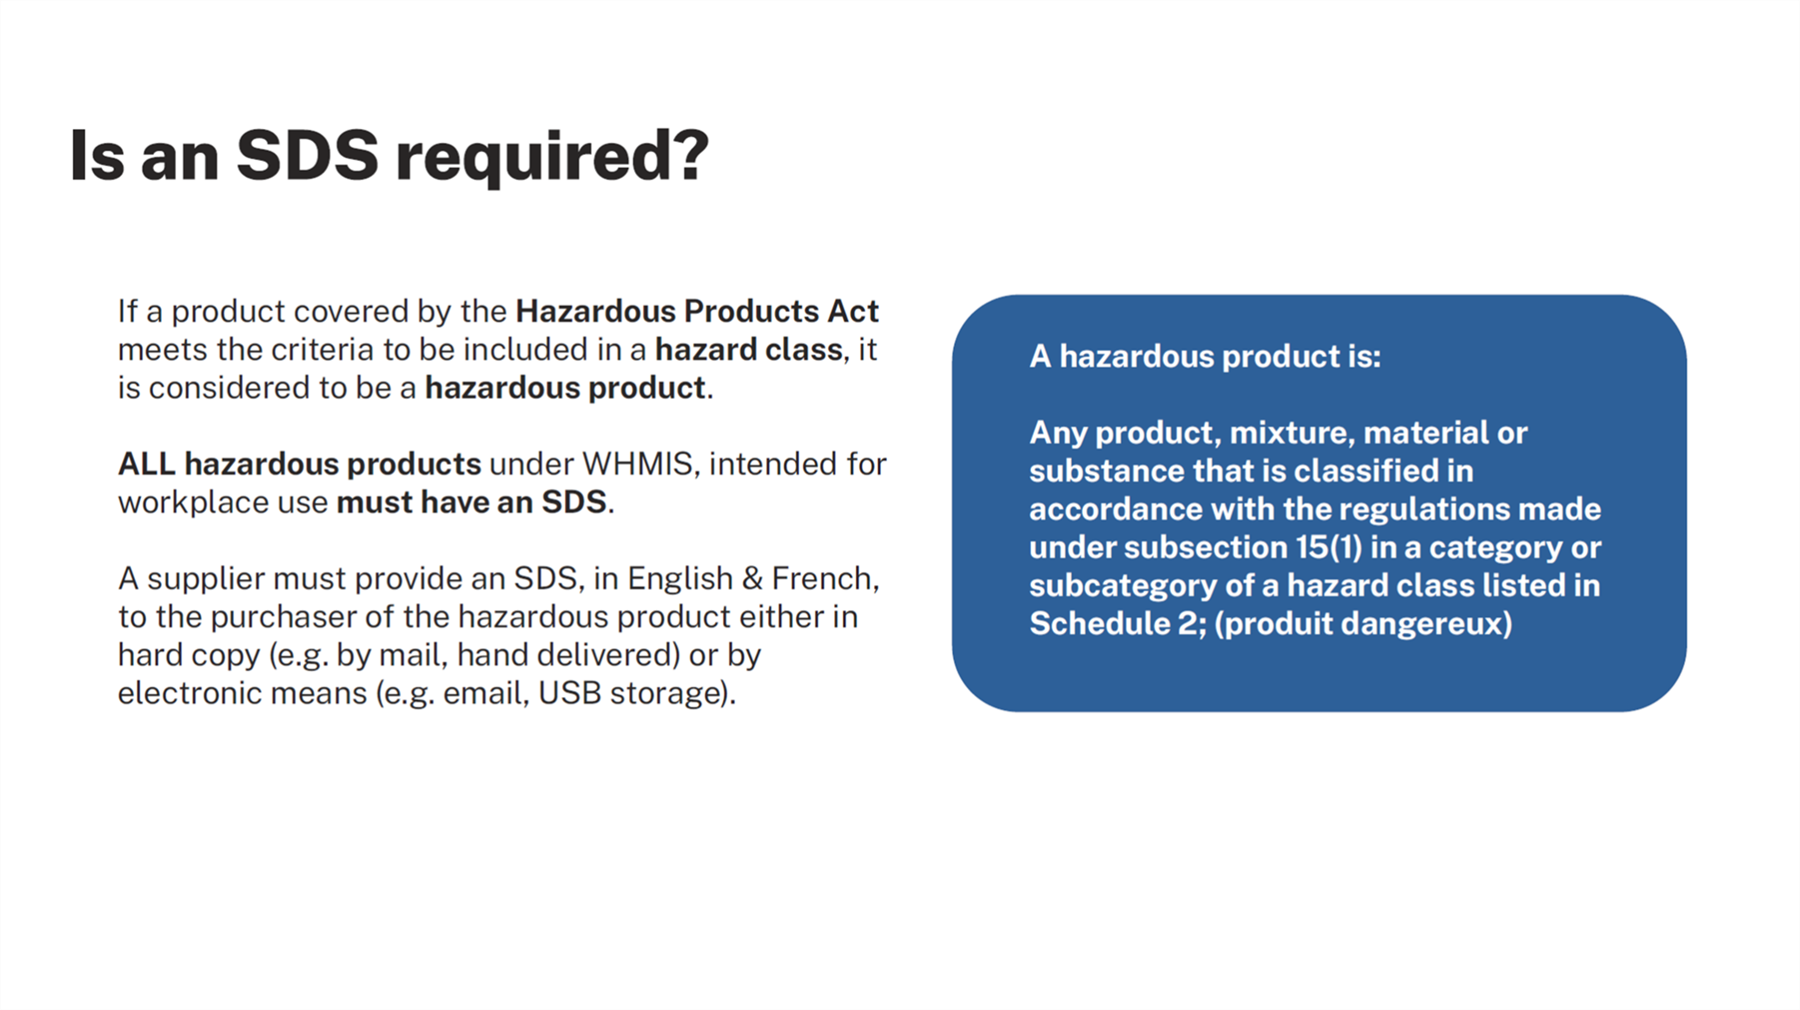 Is an SDS required?
If a product covered by the Hazardous Products Act
meets the criteria to be included in a hazard class, it
is considered to be a hazardous product.
ALL hazardous products under WHMIS, intended for
workplace use must have an SDS.
A supplier must provide an SDS, in English & French,
to the purchaser of the hazardous product either in
hard copy (e.g. by mail, hand delivered) or by
electronic means (e.g. email, USB storage).
A hazardous product is:
Any product, mixture, material or
substance that is classified in
accordance with the regulations made
under subsection 15(1) in a category or
subcategory of a hazard class listed in
Schedule 2; (produit dangereux)